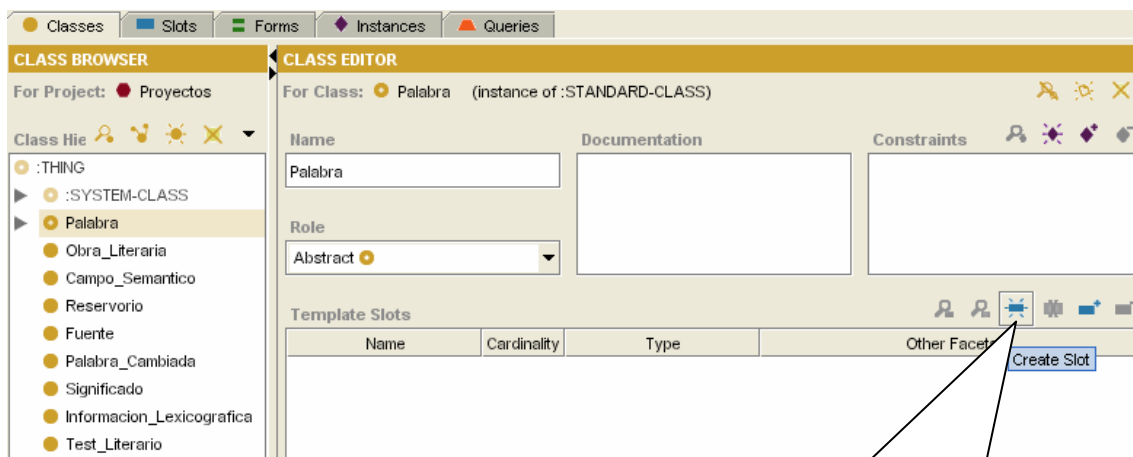 Classes Slots Forms Instances Queries
CLASS BROWSER
For Project: Proyectos
Class Hie
:THING
:SYSTEM-CLASS
Palabra
Obra_Literaria
Campo_Semantico
Reservorio
Fuente
Palabra_Cambiada
Significado
Informacion_Lexicografica
Test_Literario
CLASS EDITOR
For Class: Palabra (instance of :STANDARD-CLASS)
Name Documentation Constraints
Palabra
Role
Abstract
Template Slots
Name Cardinality Type Other Facets
Create Slot